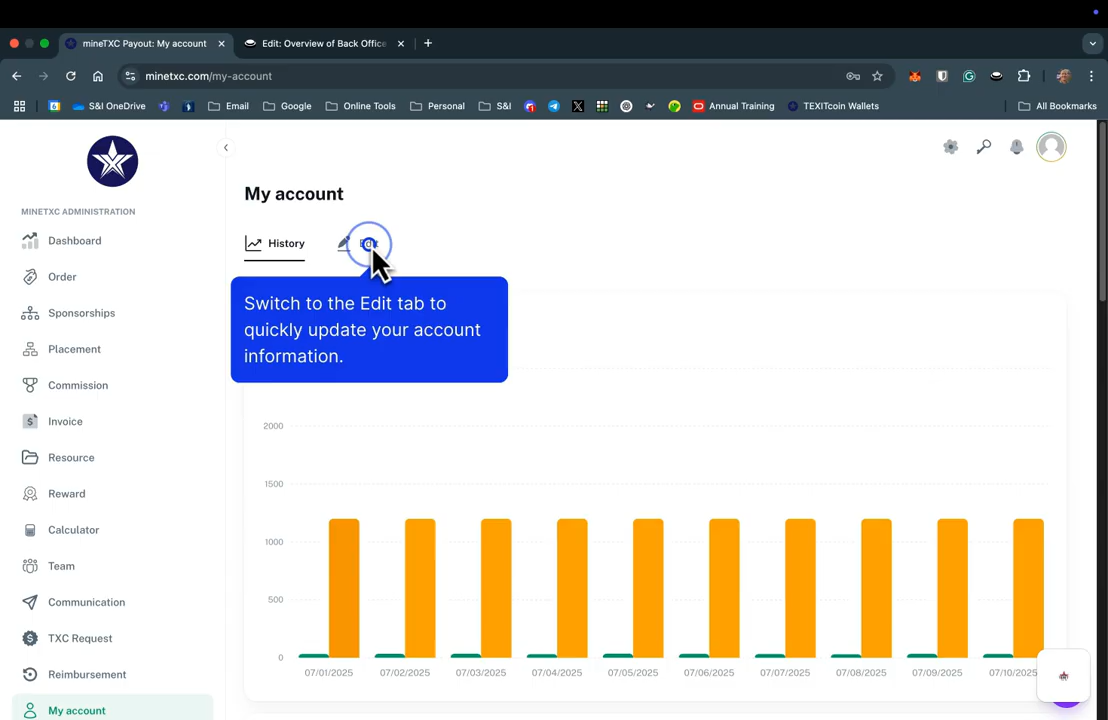 mineTXC Payout: My account
Edit: Overview of Back Office
minetxc.com/my-account
S&I OneDrive
Email
Google
Online Tools
Personal
S&I
Annual Training
TEXITcoin Wallets
All Bookmarks
MINETXC ADMINISTRATION
Dashboard
Order
Sponsorships
Placement
Commission
Invoice
Resource
Reward
Calculator
Team
Communication
TXC Request
Reimbursement
My account
My account
History
Edit
Switch to the Edit tab to
quickly update your account
information.
2000
1500
1000
500
0
07/01/2025
07/02/2025
07/03/2025
07/04/2025
07/05/2025
07/06/2025
07/07/2025
07/08/2025
07/09/2025
07/10/2025